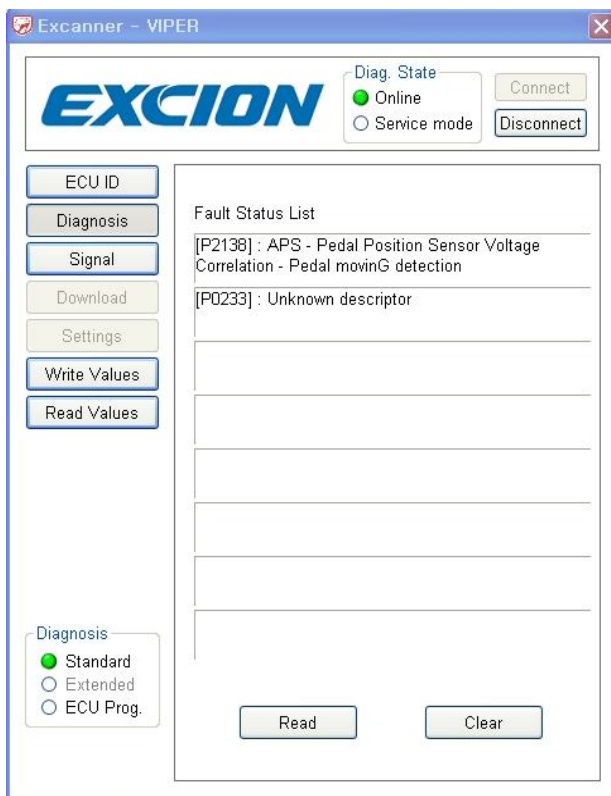 Excanner - VIPER
EXCION
Diag. State
Online
Service mode
Connect
Disconnect
ECU ID
Diagnosis
Signal
Download
Settings
Write Values
Read Values
Fault Status List
[P2138] : APS - Pedal Position Sensor Voltage
Correlation - Pedal movinG detection
[P0233] : Unknown descriptor
Diagnosis
Standard
Extended
ECU Prog.
Read
Clear